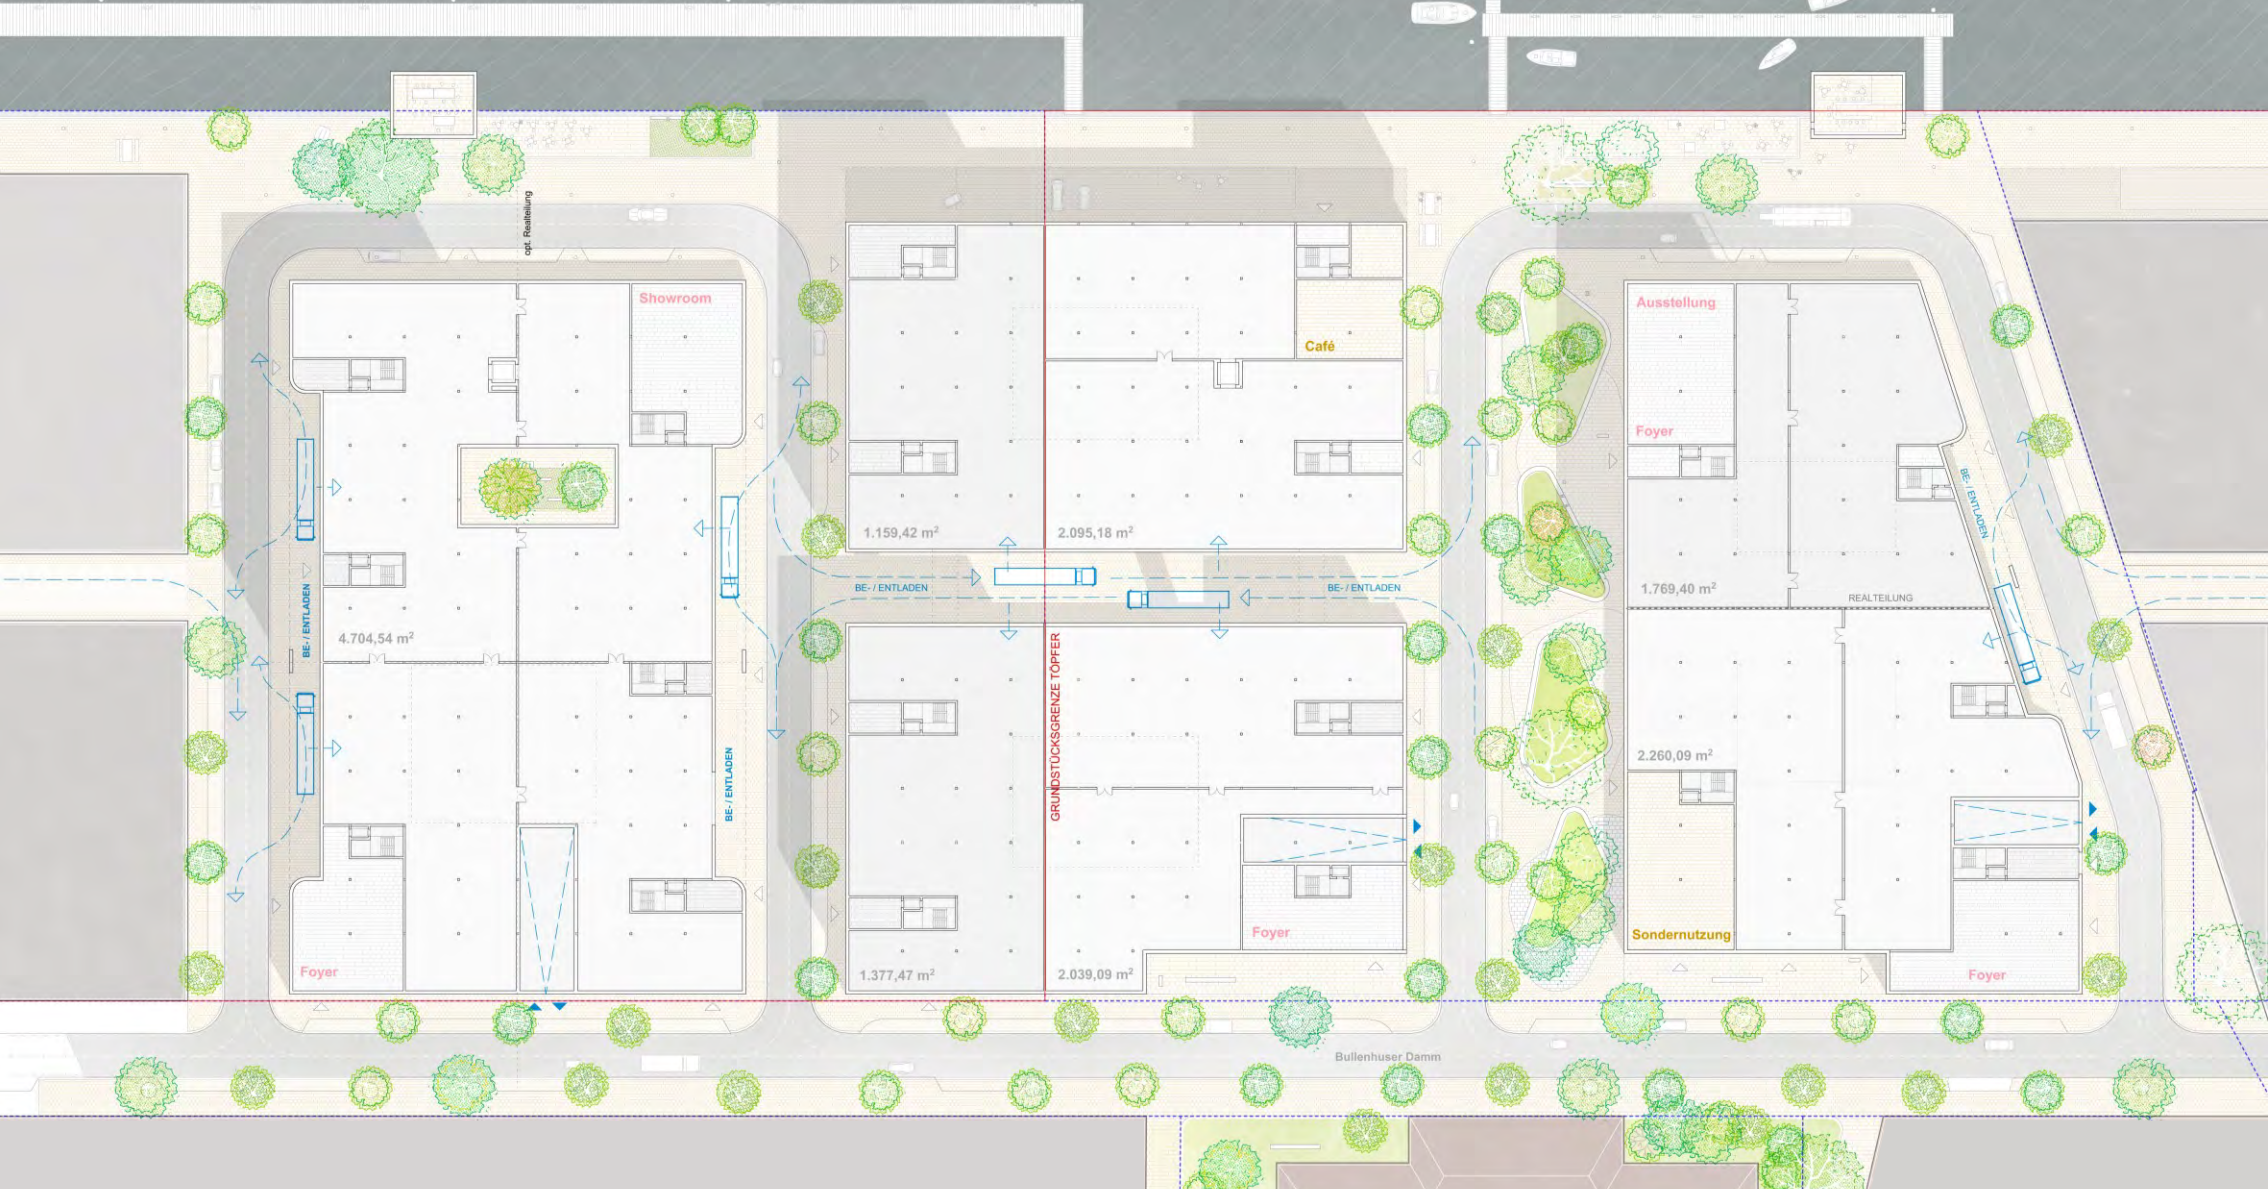 opt. Realteilung
Showroom
Ausstellung
Café
Foyer
BE- / ENTLADEN
1.159,42 m²
2.095,18 m²
BE- / ENTLADEN
BE- / ENTLADEN
1.769,40 m²
REALTEILUNG
BE- / ENTLADEN
4.704,54 m²
GRUNDSTÜCKSGRENZE TÖPFER
2.260,09 m²
BE- / ENTLADEN
Foyer
Sondernutzung
Foyer
1.377,47 m²
2.039,09 m²
Foyer
Bullenhuser Damm